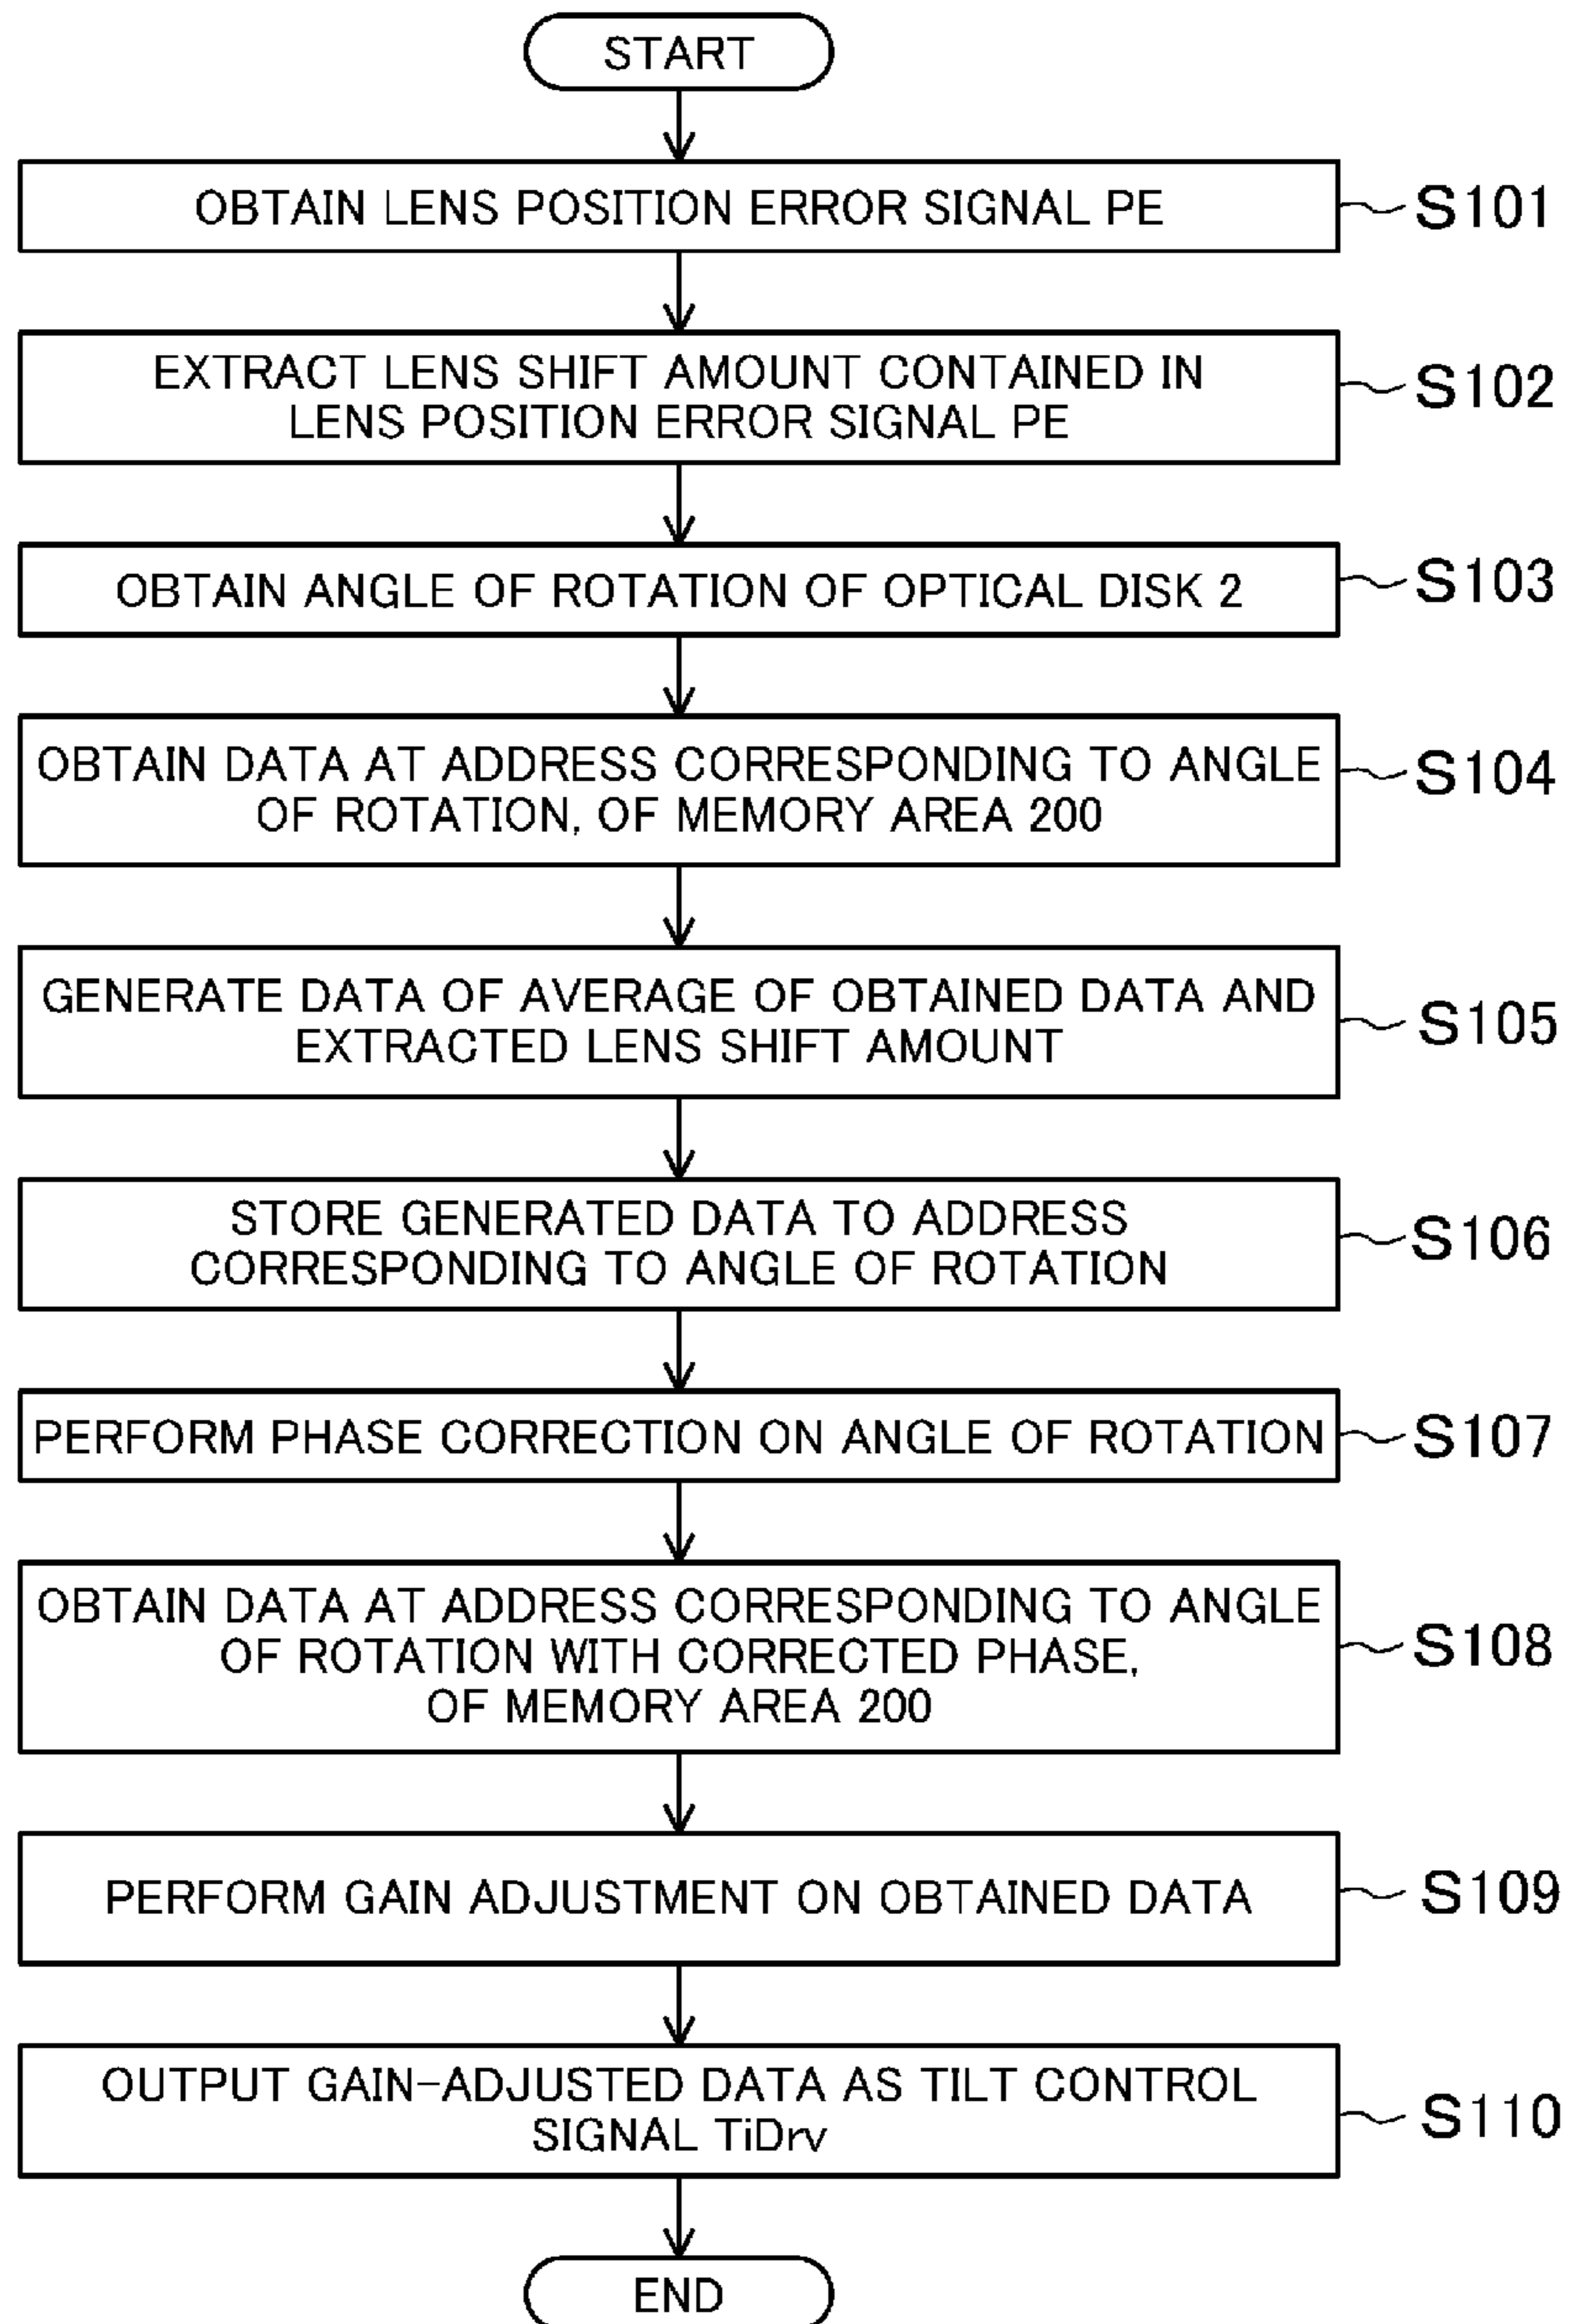 START
OBTAIN LENS POSITION ERROR SIGNAL PE
S101
EXTRACT LENS SHIFT AMOUNT CONTAINED IN
LENS POSITION ERROR SIGNAL PE
S102
OBTAIN ANGLE OF ROTATION OF OPTICAL DISK 2
S103
OBTAIN DATA AT ADDRESS CORRESPONDING TO ANGLE
OF ROTATION, OF MEMORY AREA 200
S104
GENERATE DATA OF AVERAGE OF OBTAINED DATA AND
EXTRACTED LENS SHIFT AMOUNT
S105
STORE GENERATED DATA TO ADDRESS
CORRESPONDING TO ANGLE OF ROTATION
S106
PERFORM PHASE CORRECTION ON ANGLE OF ROTATION
S107
OBTAIN DATA AT ADDRESS CORRESPONDING TO ANGLE
OF ROTATION WITH CORRECTED PHASE,
OF MEMORY AREA 200
S108
PERFORM GAIN ADJUSTMENT ON OBTAINED DATA
S109
OUTPUT GAIN-ADJUSTED DATA AS TILT CONTROL
SIGNAL TiDrv
S110
END